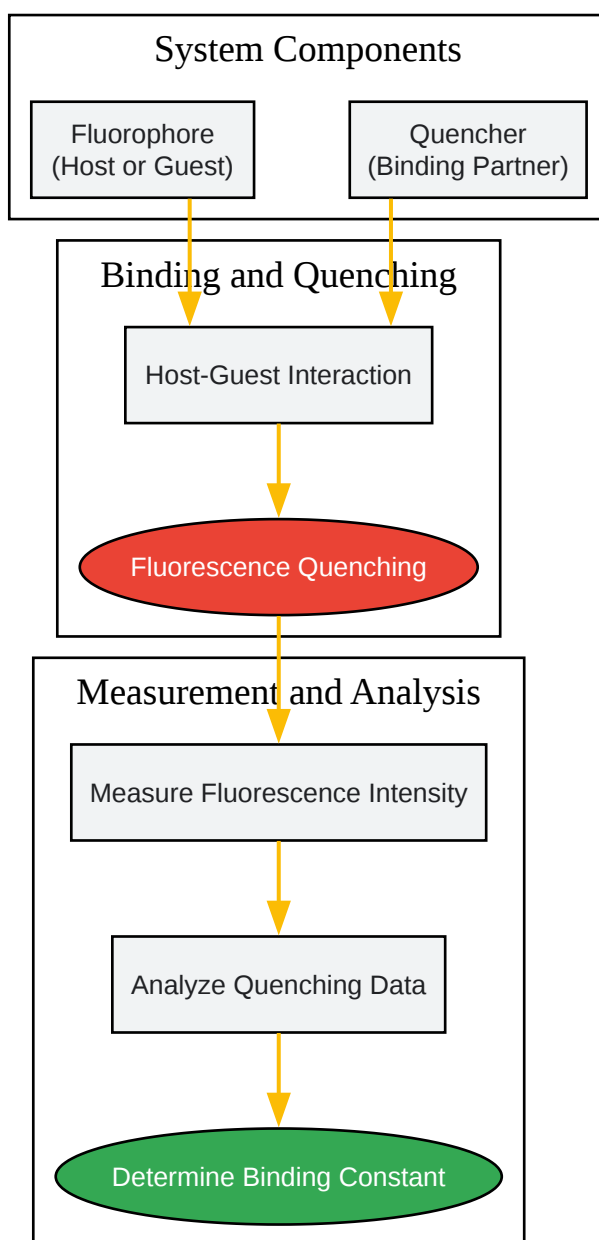 System Components
Fluorophore
(Host or Guest)
Quencher
(Binding Partner)
Binding and Quenching
Host-Guest Interaction
Fluorescence Quenching
Measurement and Analysis
Measure Fluorescence Intensity
Analyze Quenching Data
Determine Binding Constant